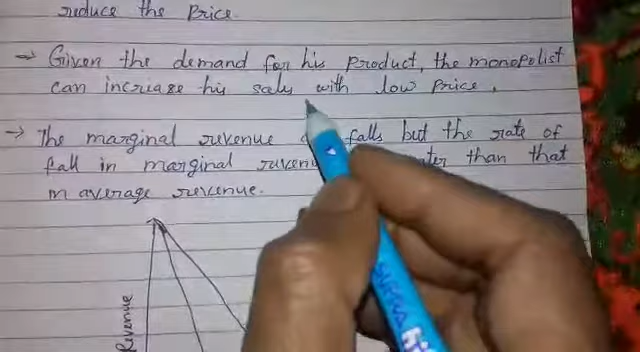 reduce the Price.
→ Given the demand for his Product, the monopolist
can increase his sales with low Price.
→ The marginal revenue falls but the rate of
fall in marginal than that
in average revenue.
Revenue